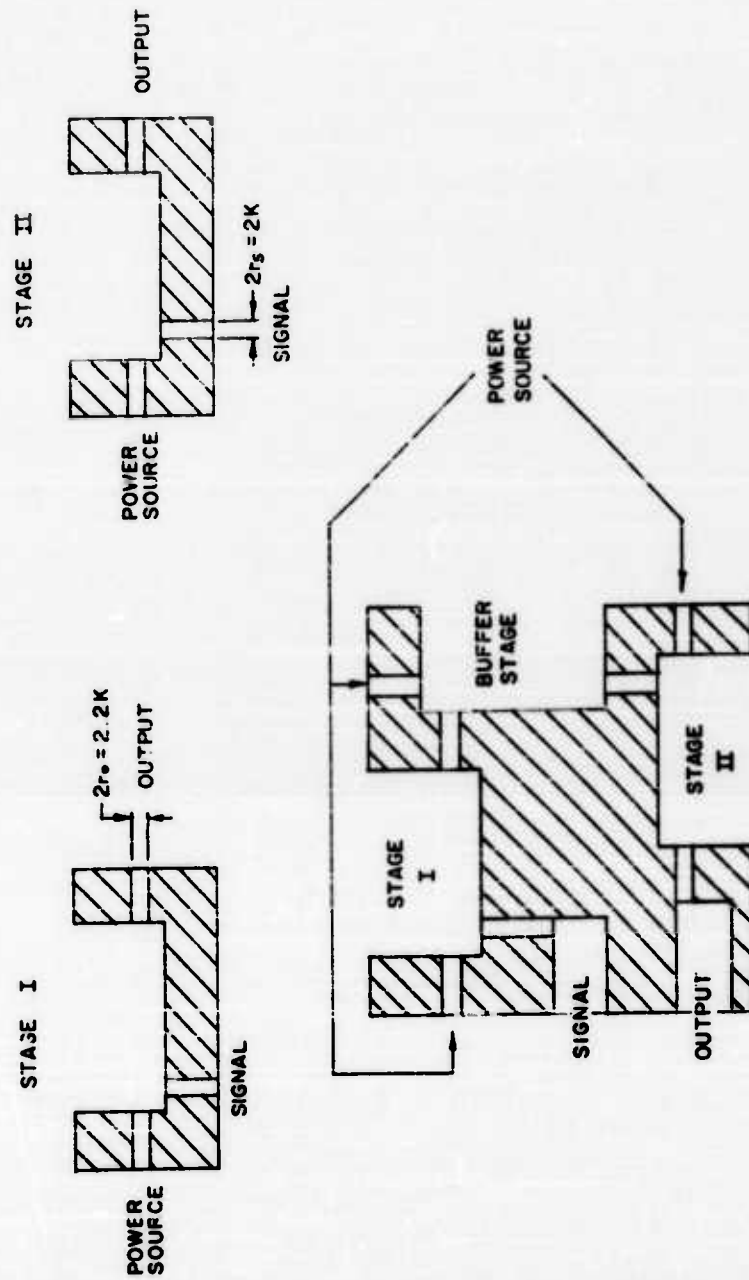 STAGE I
POWER
SOURCE
SIGNAL
2r₀ = 2.2K
OUTPUT
STAGE II
POWER
SOURCE
SIGNAL
2rₛ = 2K
OUTPUT
STAGE
I
BUFFER
STAGE
POWER
SOURCE
SIGNAL
OUTPUT
STAGE
II